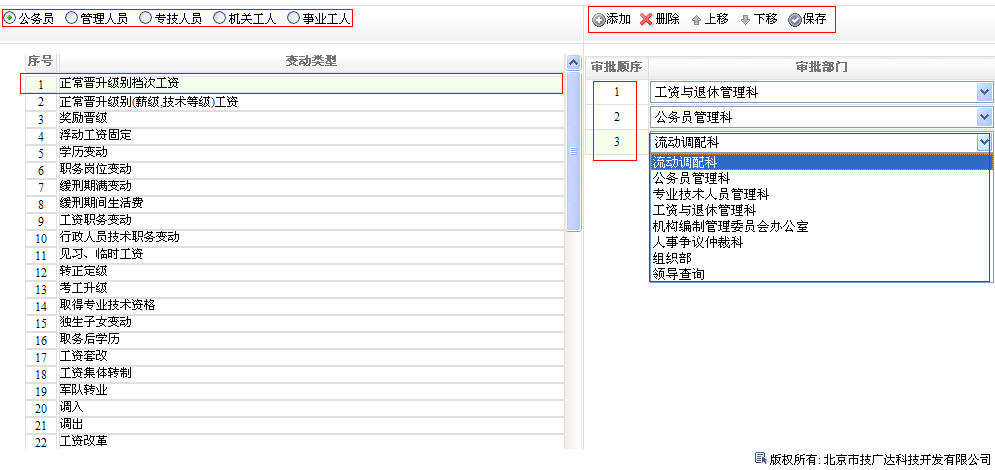 公务员 管理人员 专技人员 机关工人 事业工人
添加 删除 上移 下移 保存
序号 变动类型
1 正常晋升级别档次工资
2 正常晋升级别(薪级,技术等级)工资
3 奖励晋级
4 浮动工资固定
5 学历变动
6 职务岗位变动
7 缓刑期满变动
8 缓刑期间生活费
9 工资职务变动
10 行政人员技术职务变动
11 见习、临时工资
12 转正定级
13 考工升级
14 取得专业技术资格
15 独生子女变动
16 取务后学历
17 工资套改
18 工资集体转制
19 军队转业
20 调入
21 调出
22 工资改革
审批顺序 审批部门
1 工资与退休管理科
2 公务员管理科
3 流动调配科
流动调配科
公务员管理科
专业技术人员管理科
工资与退休管理科
机构编制管理委员会办公室
人事争议仲裁科
组织部
领导查询
版权所有: 北京市技广达科技开发有限公司